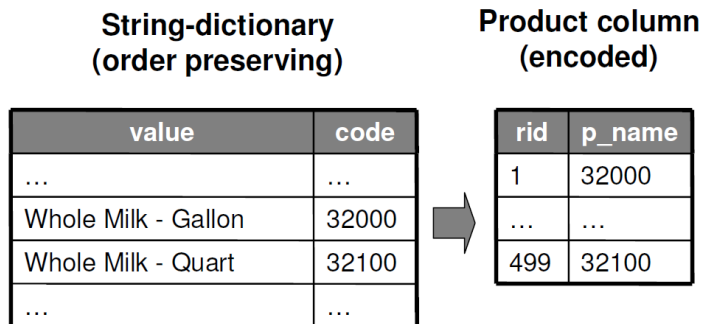 String-dictionary
(order preserving)
value code
… …
Whole Milk - Gallon 32000
Whole Milk - Quart 32100
… …
Product column
(encoded)
rid p_name
1 32000
… …
499 32100